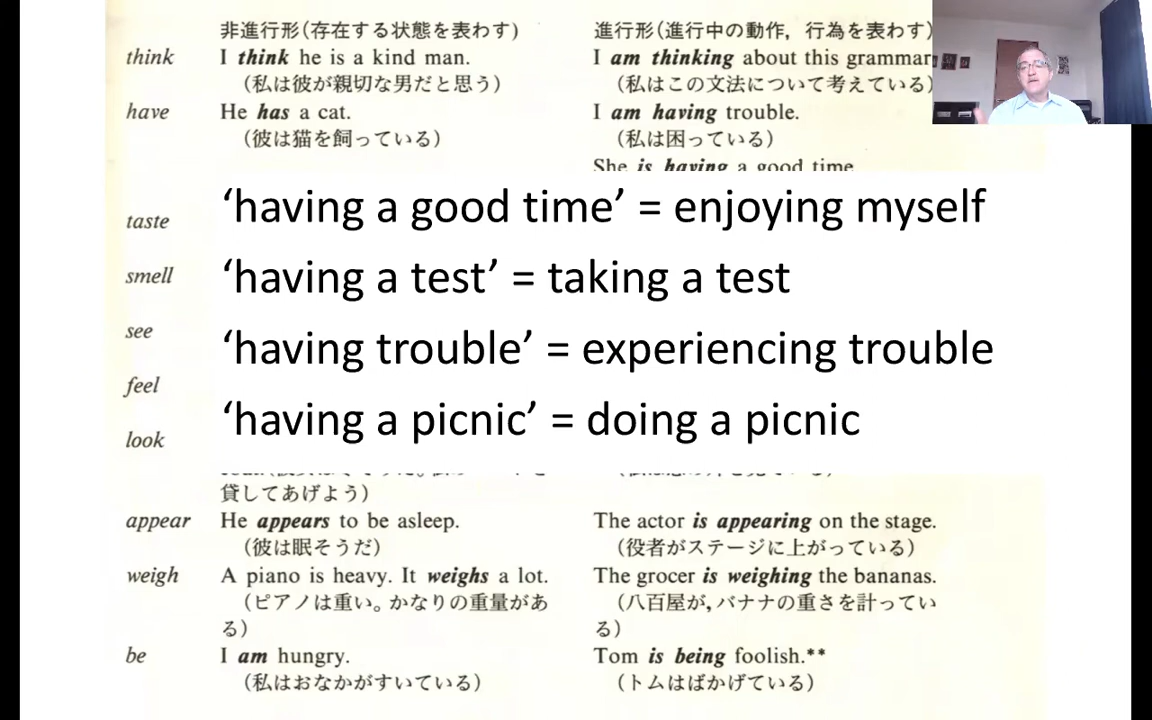 非進行形(存在する状態を表わす)
進行形(進行中の動作，行為を表わす)
think
I think he is a kind man.
I am thinking about this grammar
(私は彼が親切な男だと思う)
(私はこの文法について考えている)
have
He has a cat.
I am having trouble.
(彼は猫を飼っている)
(私は困っている)
She is having a good time
taste
‘having a good time’ = enjoying myself
smell
‘having a test’ = taking a test
see
‘having trouble’ = experiencing trouble
feel
look
‘having a picnic’ = doing a picnic
貸してあげよう)
appear
He appears to be asleep.
The actor is appearing on the stage.
(彼は眠そうだ)
(役者がステージに上がっている)
weigh
A piano is heavy. It weighs a lot.
The grocer is weighing the bananas.
(ピアノは重い。かなりの重量があ
る)
(八百屋が，バナナの重さを計ってい
る)
be
I am hungry.
Tom is being foolish.**
(私はおなかがすいている)
(トムはばかげている)